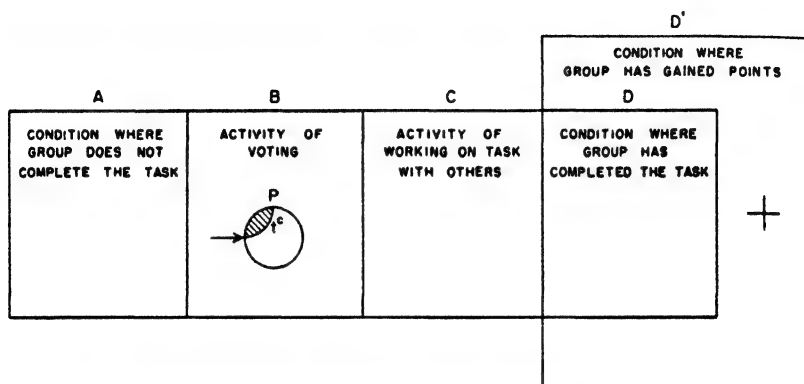 D'
CONDITION WHERE
GROUP HAS GAINED POINTS
A
B
C
D
CONDITION WHERE
GROUP DOES NOT
COMPLETE THE TASK
ACTIVITY OF
VOTING
ACTIVITY OF
WORKING ON TASK
WITH OTHERS
CONDITION WHERE
GROUP HAS
COMPLETED THE TASK
P
tᶜ
+